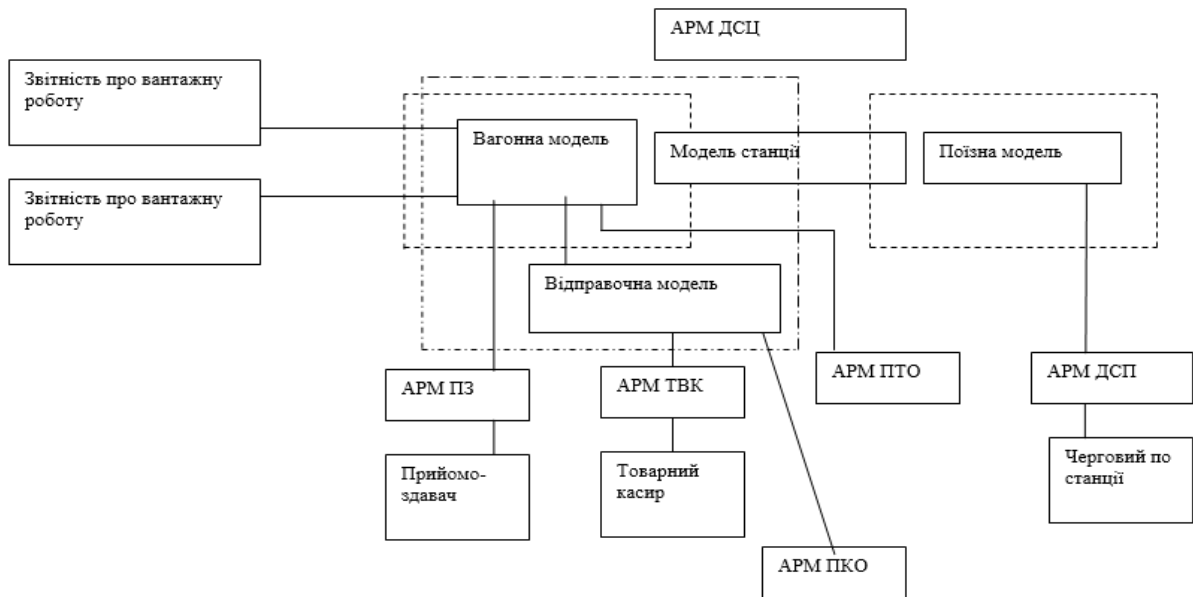 АРМ ДСЦ
Звітність про вантажну
роботу
Вагонна модель
Модель станції
Поїзна модель
Звітність про вантажну
роботу
Відправочна модель
АРМ ПЗ
АРМ ТВК
АРМ ПТО
АРМ ДСП
Прийомо-
здавач
Товарний
касир
Черговий по
станції
АРМ ПКО